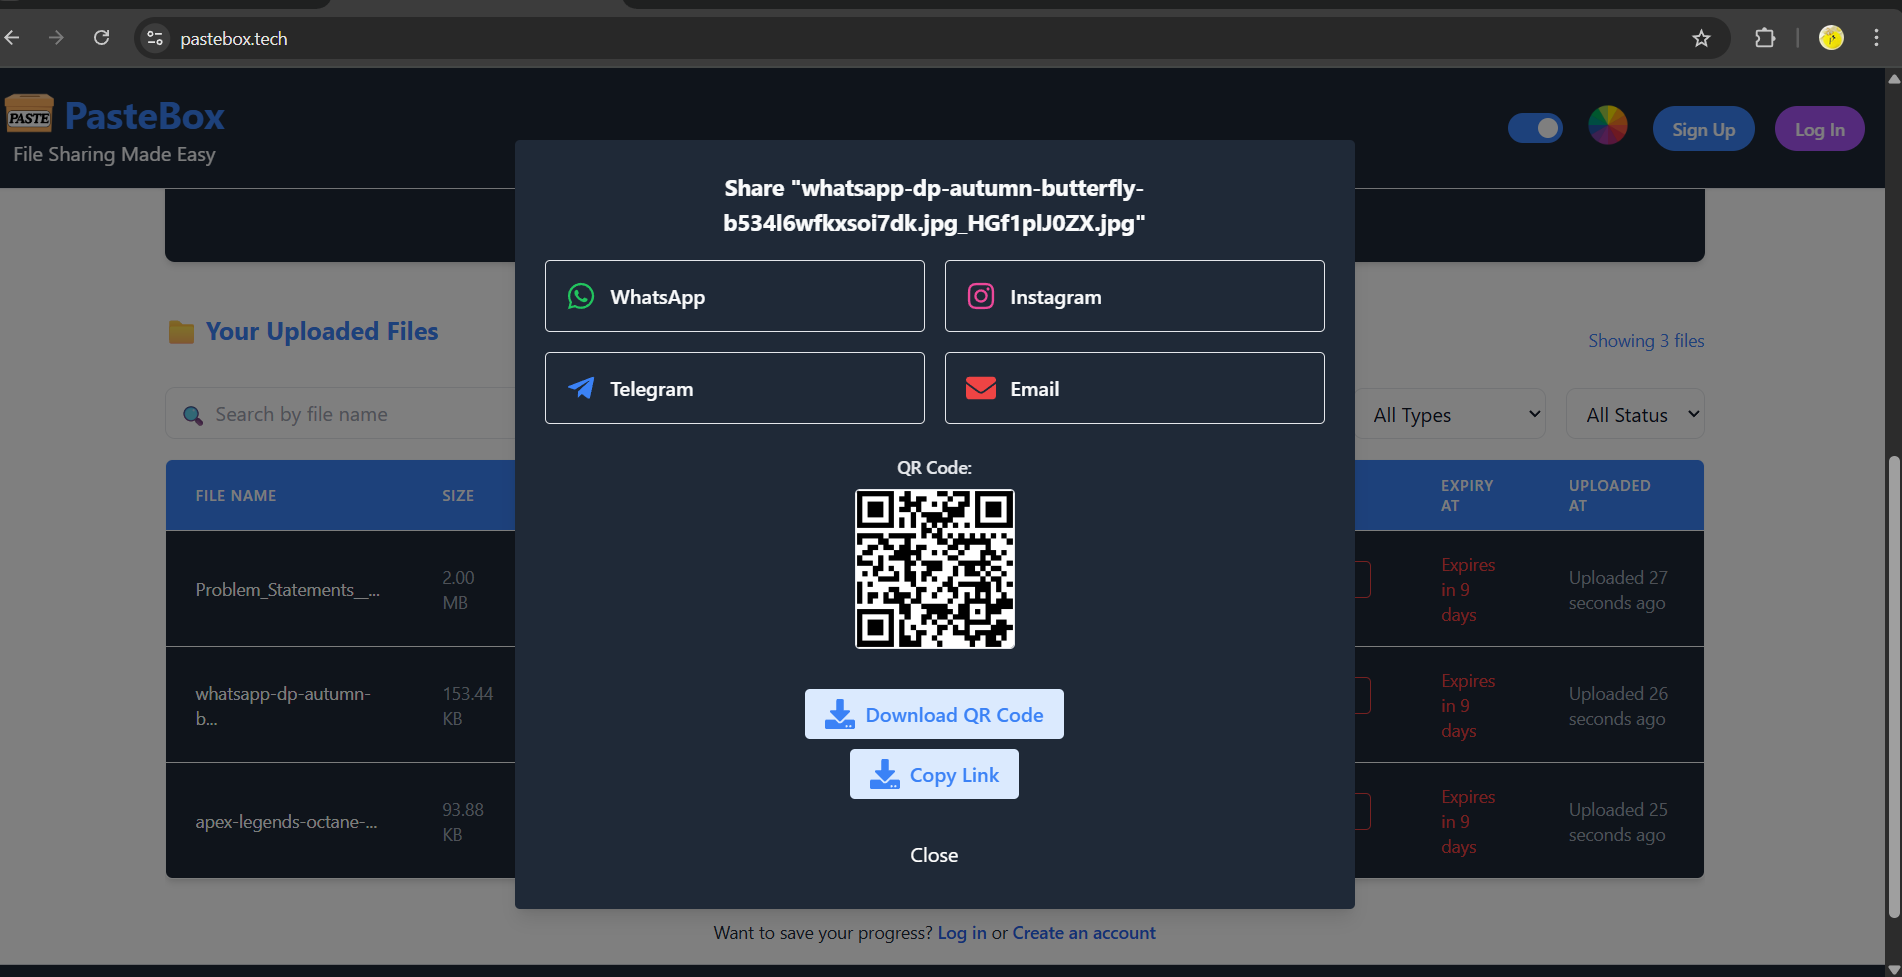 pastebox.tech
PASTE
PasteBox
File Sharing Made Easy
Sign Up
Log In
Share "whatsapp-dp-autumn-butterfly-
b534l6wfkxsoi7dk.jpg_HGf1plJ0ZX.jpg"
WhatsApp
Instagram
Telegram
Email
QR Code:
Download QR Code
Copy Link
Close
Your Uploaded Files
Showing 3 files
Search by file name
All Types
All Status
FILE NAME
SIZE
EXPIRY
AT
UPLOADED
AT
Problem_Statements__...
2.00
MB
Expires
in 9
days
Uploaded 27
seconds ago
whatsapp-dp-autumn-
b...
153.44
KB
Expires
in 9
days
Uploaded 26
seconds ago
apex-legends-octane-...
93.88
KB
Expires
in 9
days
Uploaded 25
seconds ago
Want to save your progress? Log in or Create an account